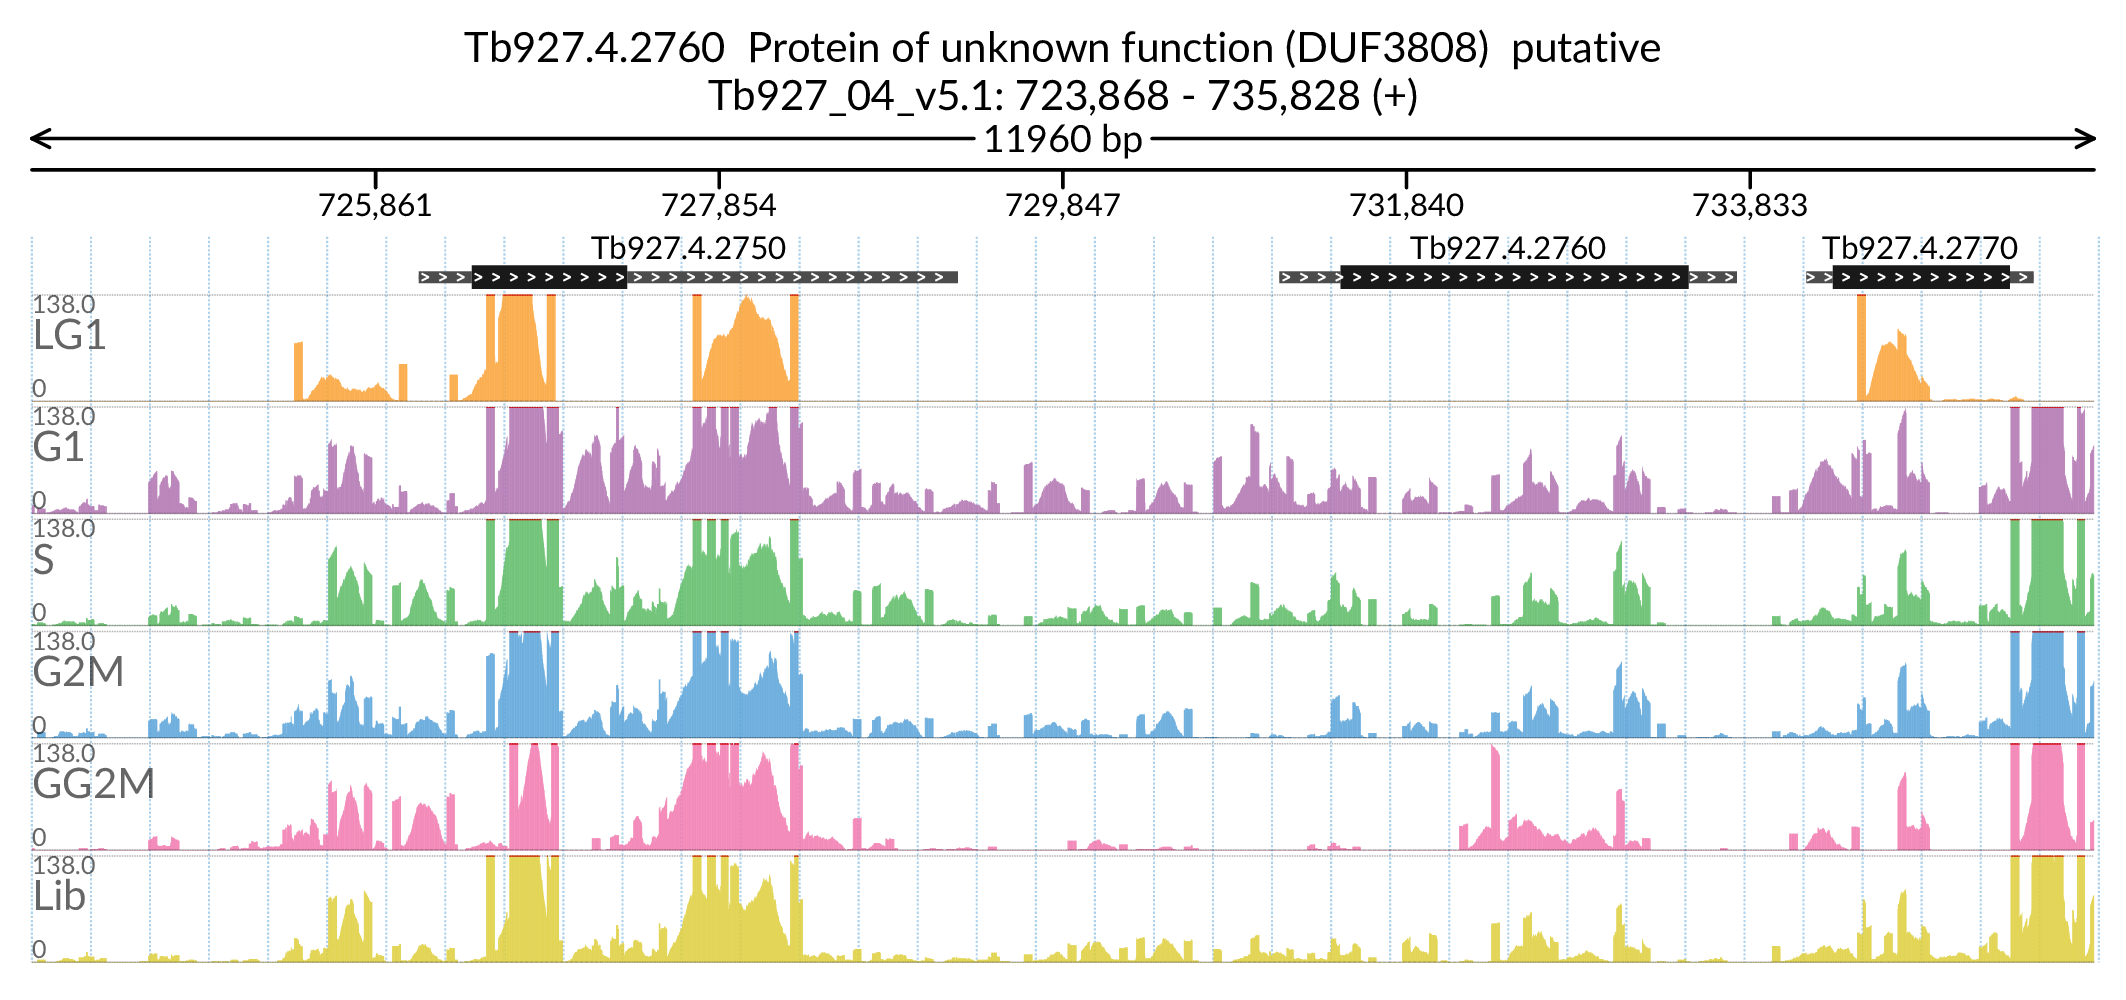 Tb927.4.2760  Protein of unknown function (DUF3808)  putative
Tb927_04_v5.1: 723,868 - 735,828 (+)
11960 bp
725,861 727,854 729,847 731,840 733,833
Tb927.4.2750 Tb927.4.2760 Tb927.4.2770
138.0
LG1
0
138.0
G1
0
138.0
S
0
138.0
G2M
0
138.0
GG2M
0
138.0
Lib
0